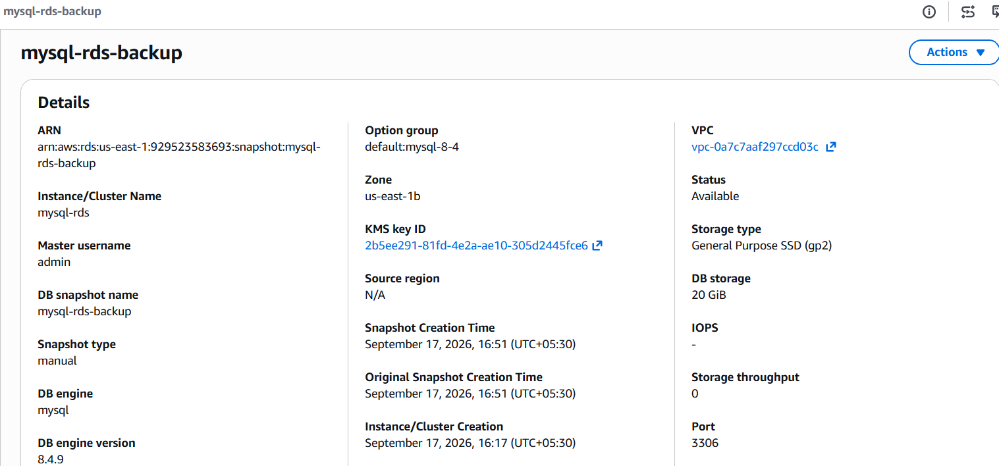 mysql-rds-backup
mysql-rds-backup
Actions
Details
ARN
arn:aws:rds:us-east-1:929523583693:snapshot:mysql-
rds-backup
Instance/Cluster Name
mysql-rds
Master username
admin
DB snapshot name
mysql-rds-backup
Snapshot type
manual
DB engine
mysql
DB engine version
8.4.9
Option group
default:mysql-8-4
Zone
us-east-1b
KMS key ID
2b5ee291-81fd-4e2a-ae10-305d2445fce6
Source region
N/A
Snapshot Creation Time
September 17, 2026, 16:51 (UTC+05:30)
Original Snapshot Creation Time
September 17, 2026, 16:51 (UTC+05:30)
Instance/Cluster Creation
September 17, 2026, 16:17 (UTC+05:30)
VPC
vpc-0a7c7aaf297ccd03c
Status
Available
Storage type
General Purpose SSD (gp2)
DB storage
20 GiB
IOPS
-
Storage throughput
0
Port
3306